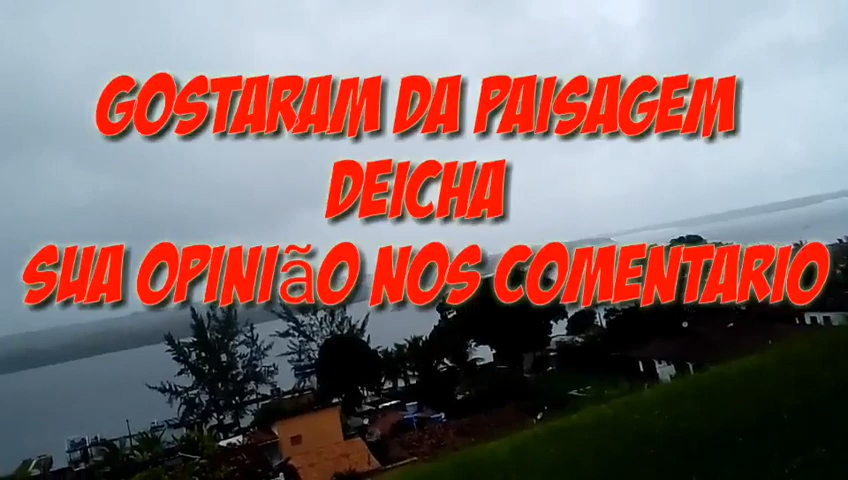 GOSTARAM DA PAISAGEM
DEICHA
SUA OPINIãO NOS COMENTARIO